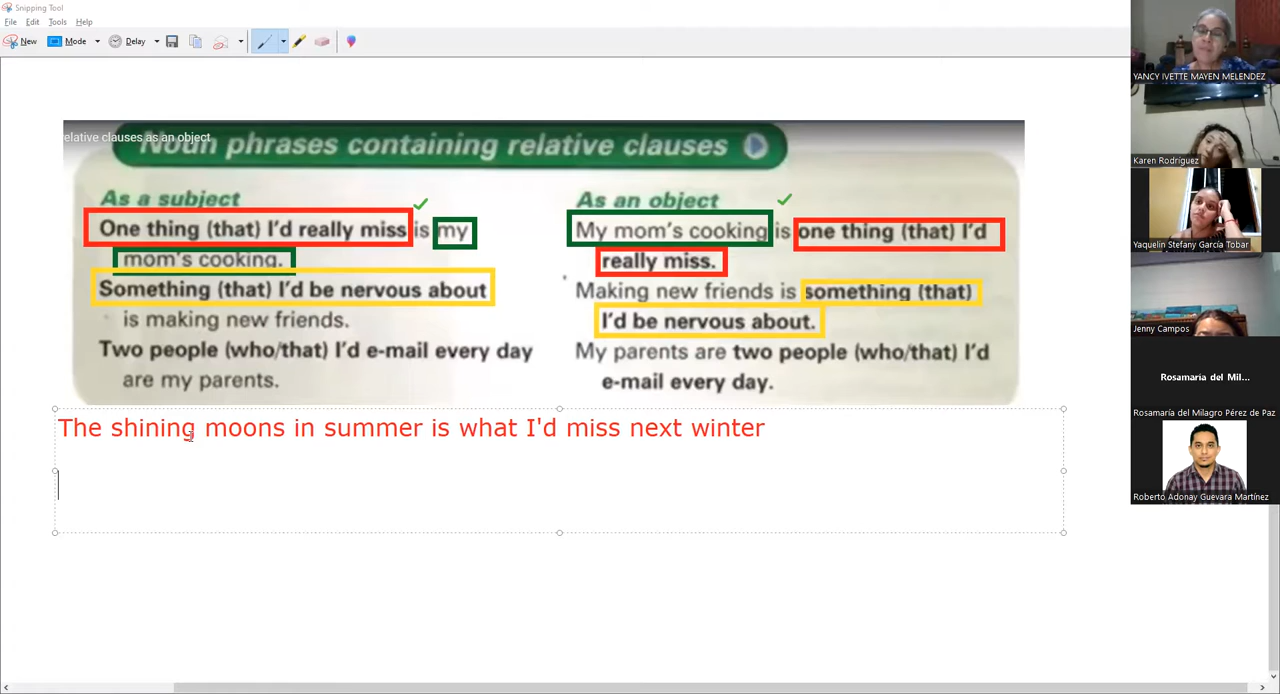 Snipping Tool
File Edit Tools Help
New Mode Delay
relative clauses as an object
Noun phrases containing relative clauses
As a subject
One thing (that) I'd really miss is my
mom's cooking.
Something (that) I'd be nervous about
is making new friends.
Two people (who/that) I'd e-mail every day
are my parents.
As an object
My mom's cooking is one thing (that) I'd
really miss.
Making new friends is something (that)
I'd be nervous about.
My parents are two people (who/that) I'd
e-mail every day.
The shining moons in summer is what I'd miss next winter
YANCY IVETTE MAYEN MELENDEZ
Karen Rodríguez
Yaquelin Stefany García Tobar
Jenny Campos
Rosamaria del Mil...
Rosamaría del Milagro Pérez de Paz
Roberto Adonay Guevara Martínez